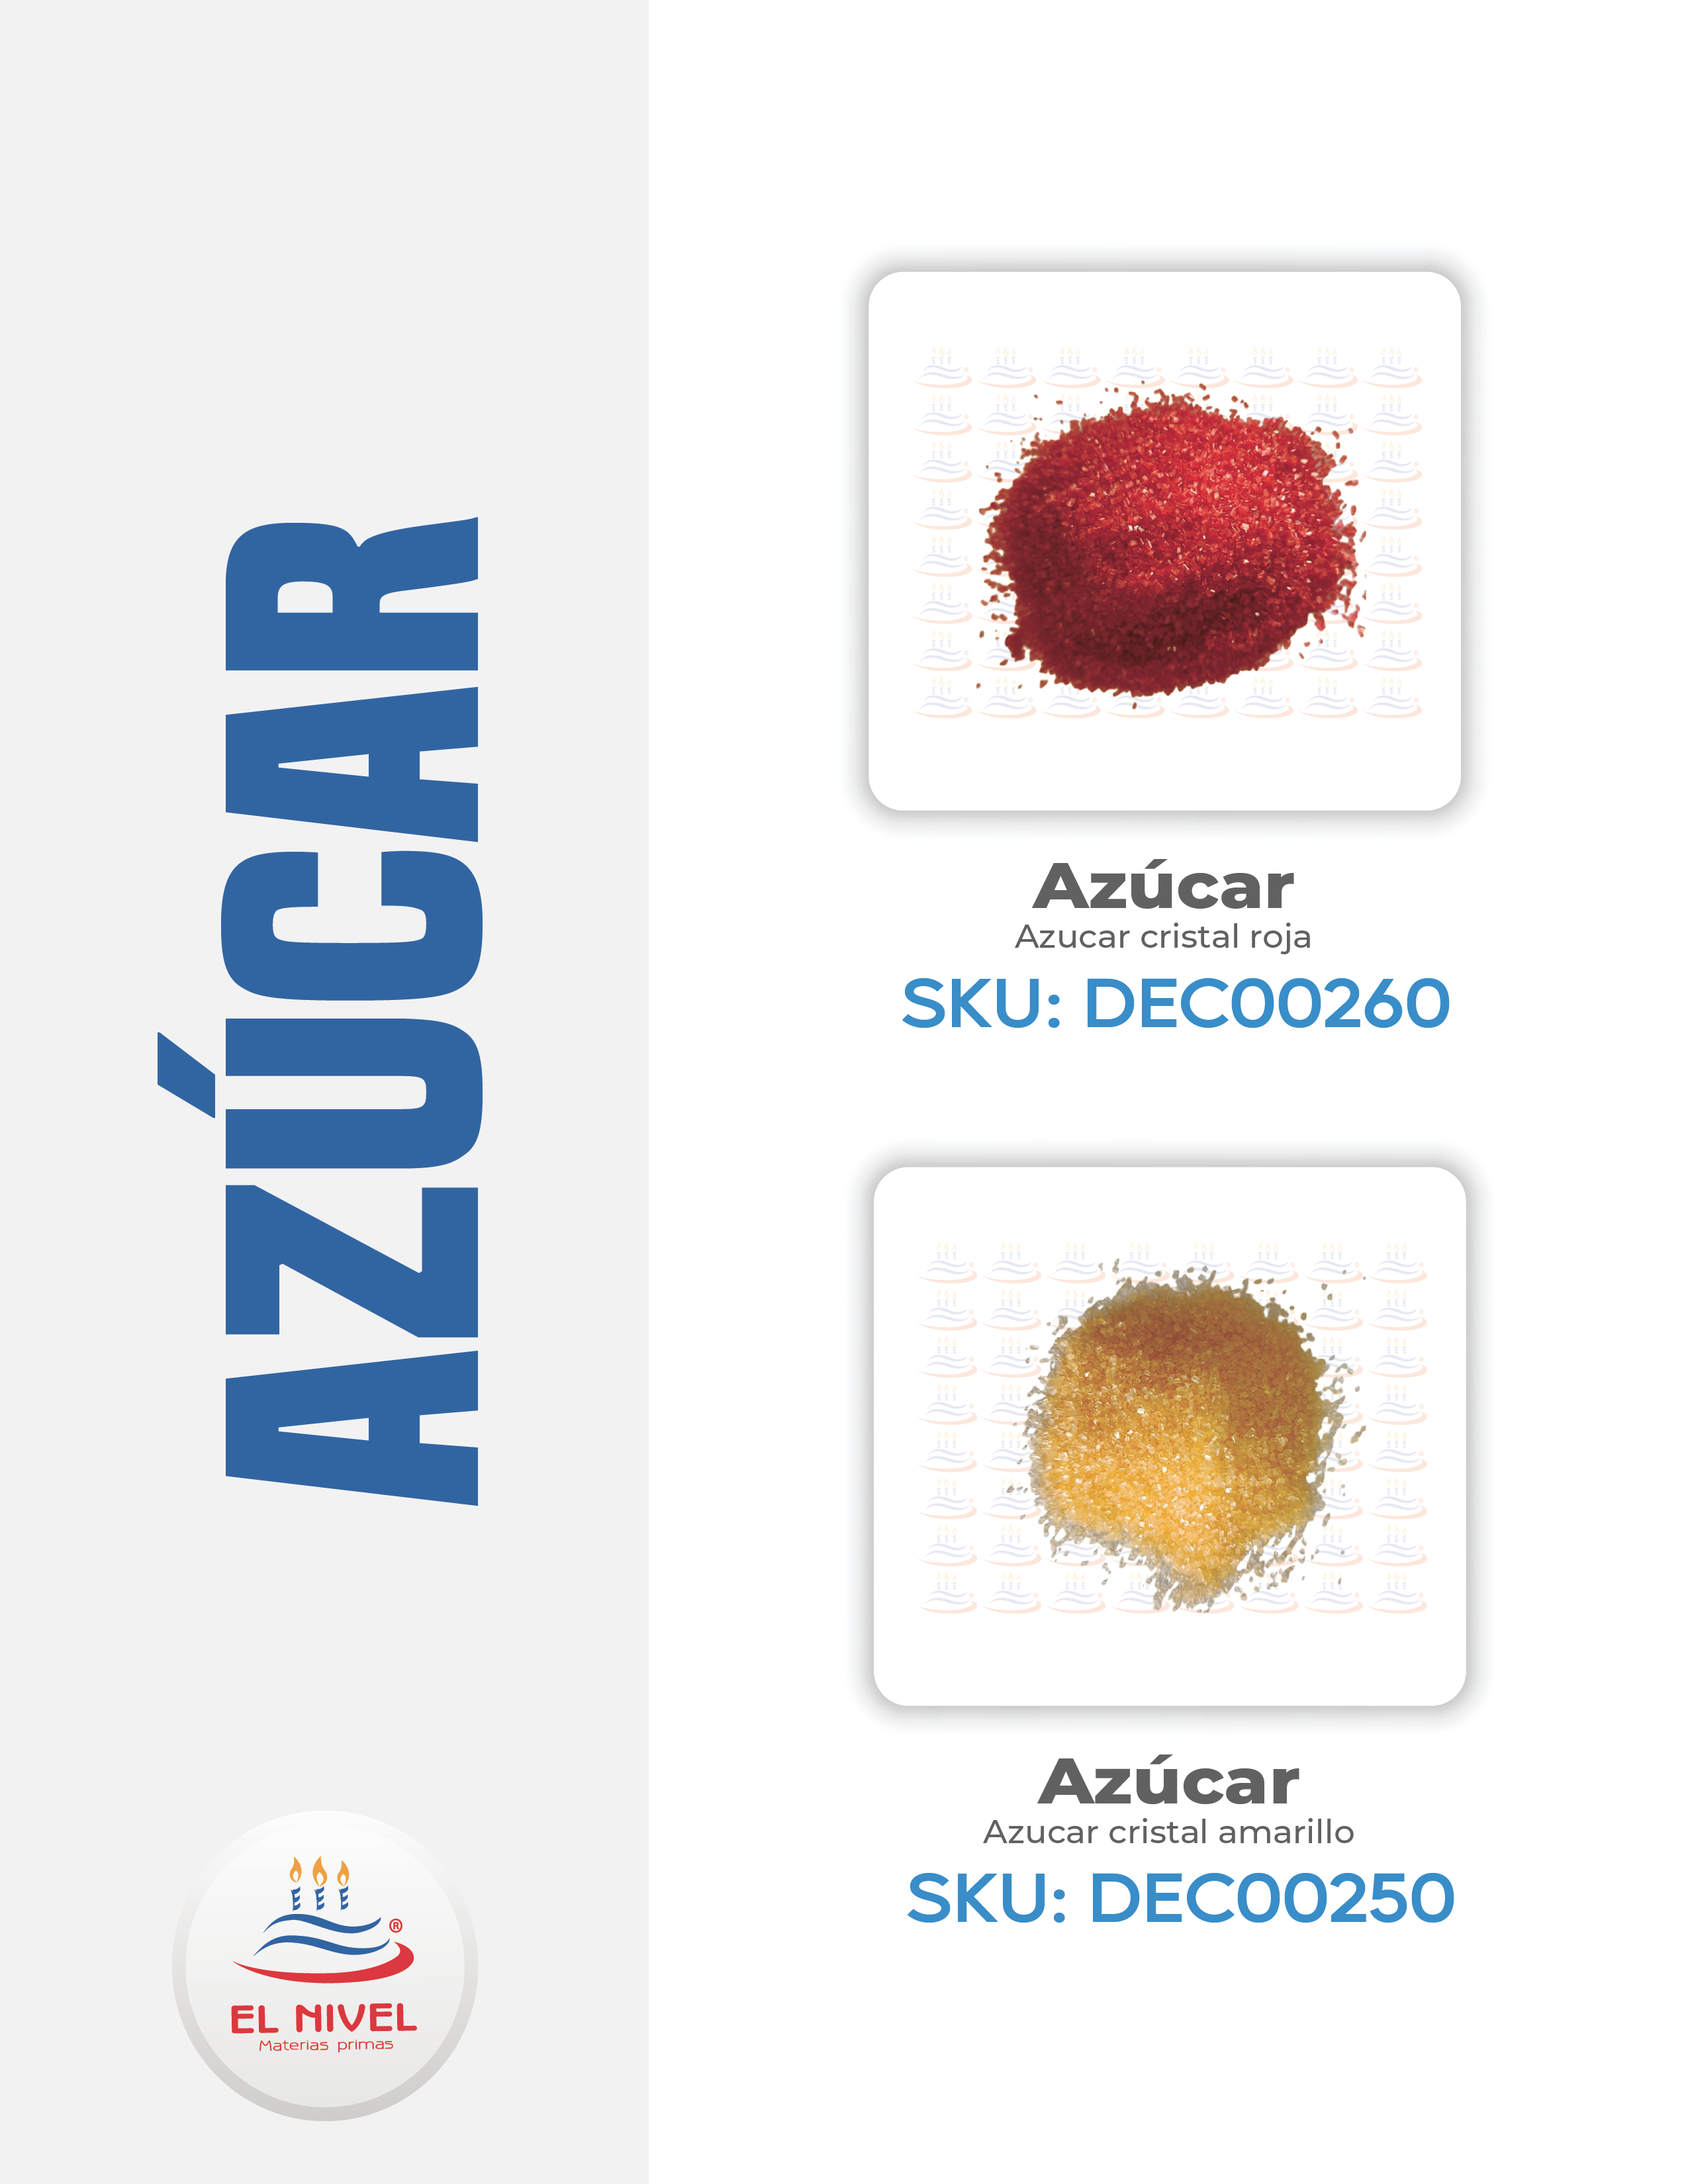 AZÚCAR
Azúcar
Azucar cristal roja
SKU: DEC00260
Azúcar
Azucar cristal amarillo
SKU: DEC00250
®
EL NIVEL
Materias primas